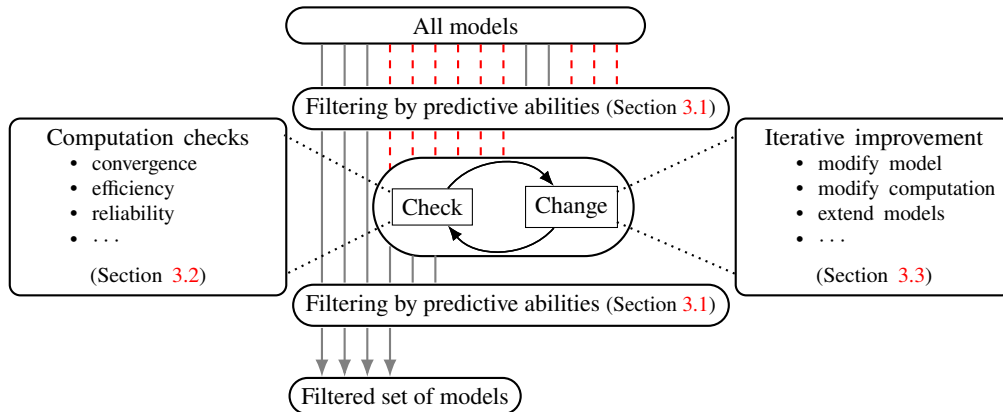 All models
Filtering by predictive abilities (Section 3.1)
Computation checks
• convergence
• efficiency
• reliability
• · · ·
(Section 3.2)
Check
Change
Iterative improvement
• modify model
• modify computation
• extend models
• · · ·
(Section 3.3)
Filtering by predictive abilities (Section 3.1)
Filtered set of models